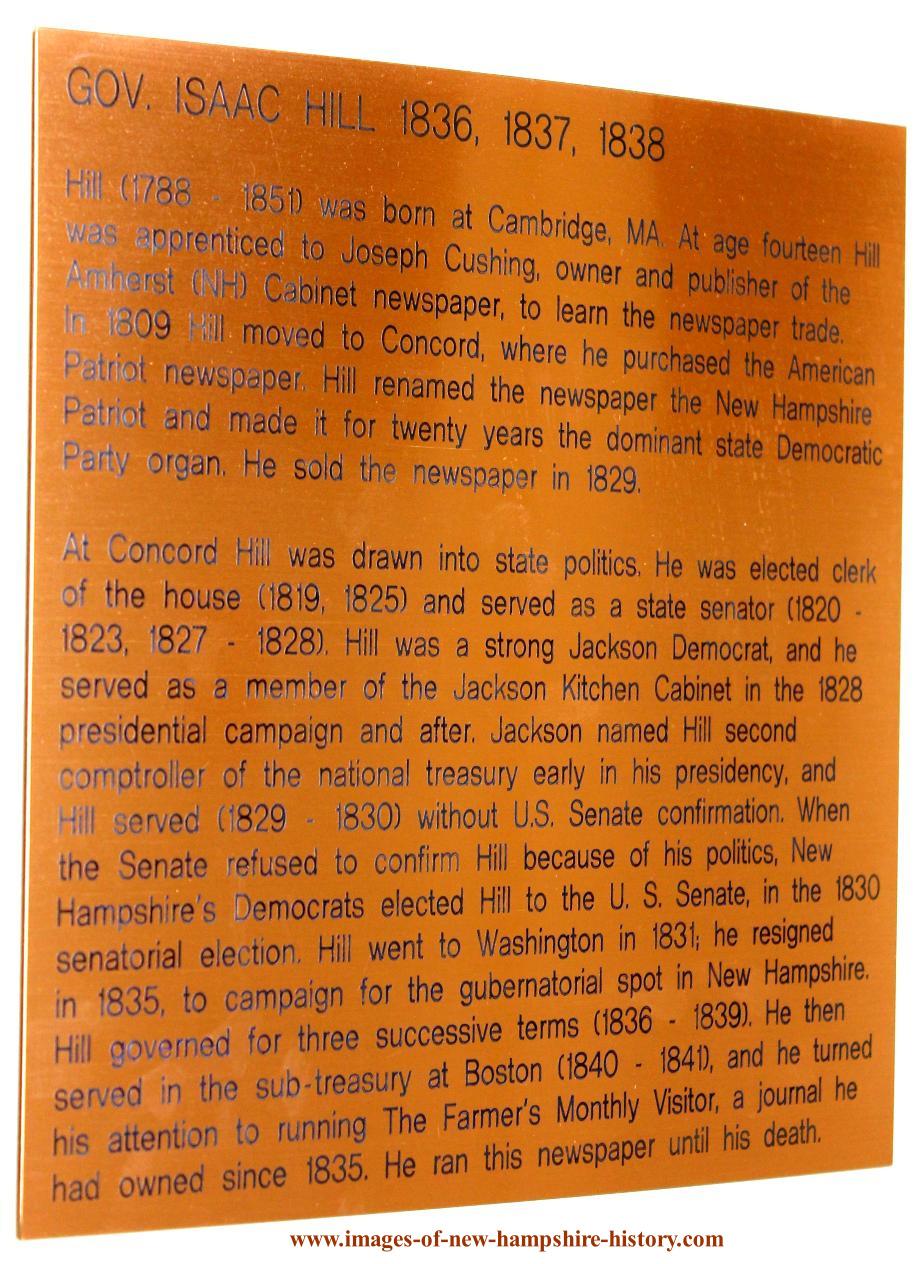 GOV. ISAAC HILL 1836, 1837, 1838
Hill (1788 - 1851) was born at Cambridge, MA. At age fourteen Hill
was apprenticed to Joseph Cushing, owner and publisher of the
Amherst (NH) Cabinet newspaper, to learn the newspaper trade.
In 1809 Hill moved to Concord, where he purchased the American
Patriot newspaper. Hill renamed the newspaper the New Hampshire
Patriot and made it for twenty years the dominant state Democratic
Party organ. He sold the newspaper in 1829.
At Concord Hill was drawn into state politics. He was elected clerk
of the house (1819, 1825) and served as a state senator (1820 -
1823, 1827 - 1828). Hill was a strong Jackson Democrat, and he
served as a member of the Jackson Kitchen Cabinet in the 1828
presidential campaign and after. Jackson named Hill second
comptroller of the national treasury early in his presidency, and
Hill served (1829 - 1830) without U.S. Senate confirmation. When
the Senate refused to confirm Hill because of his politics, New
Hampshire's Democrats elected Hill to the U. S. Senate, in the 1830
senatorial election. Hill went to Washington in 1831; he resigned
in 1835, to campaign for the gubernatorial spot in New Hampshire.
Hill governed for three successive terms (1836 - 1839). He then
served in the sub-treasury at Boston (1840 - 1841), and he turned
his attention to running The Farmer's Monthly Visitor, a journal he
had owned since 1835. He ran this newspaper until his death.
www.images-of-new-hampshire-history.com